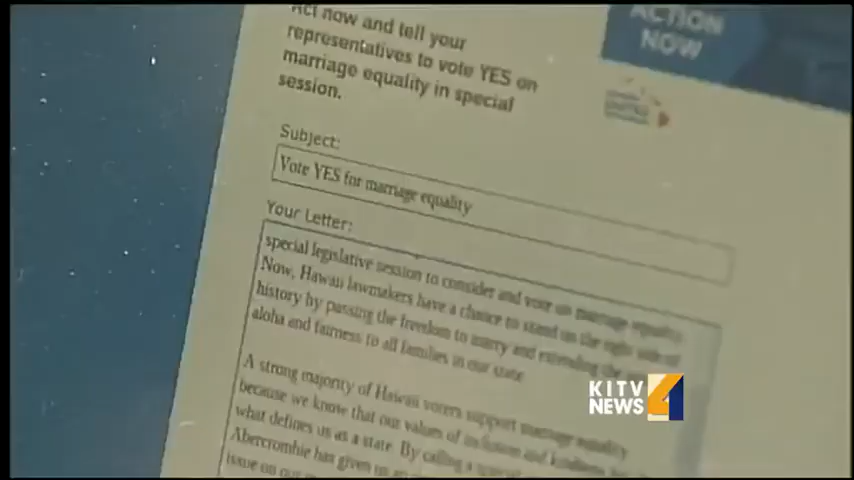 Act now and tell your
representatives to vote YES on
marriage equality in special
session.
ACTION
NOW
Subject:
Vote YES for marriage equality
Your Letter:
special legislative session to consider and vote on marriage equality.
Now, Hawaii lawmakers have a chance to stand on the right side of
history by passing the freedom to marry and extending the
aloha and fairness to all families in our state
A strong majority of Hawaii voters support marriage equality
because we know that our values of inclusion and kindness
what defines us as a state. By calling a special
Abercrombie has given us an
issue on our
KITV
NEWS 4